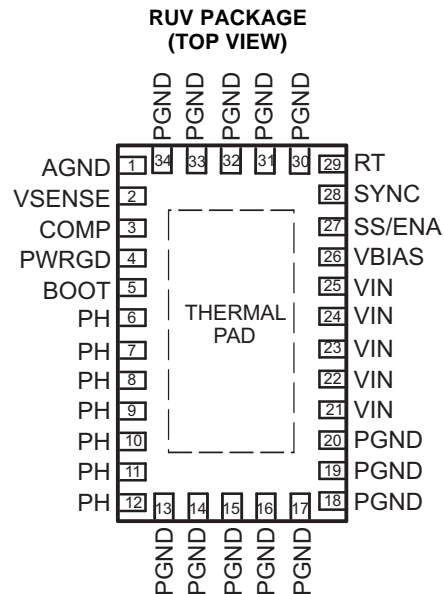 RUV PACKAGE
(TOP VIEW)
PGND PGND PGND PGND PGND
34 33 32 31 30
AGND 1 29 RT
VSENSE 2 28 SYNC
COMP 3 27 SS/ENA
PWRGD 4 26 VBIAS
BOOT 5 25 VIN
PH 6 24 VIN
PH 7 23 VIN
PH 8 22 VIN
PH 9 21 VIN
PH 10 20 PGND
PH 11 19 PGND
PH 12 18 PGND
THERMAL
PAD
13 14 15 16 17
PGND PGND PGND PGND PGND